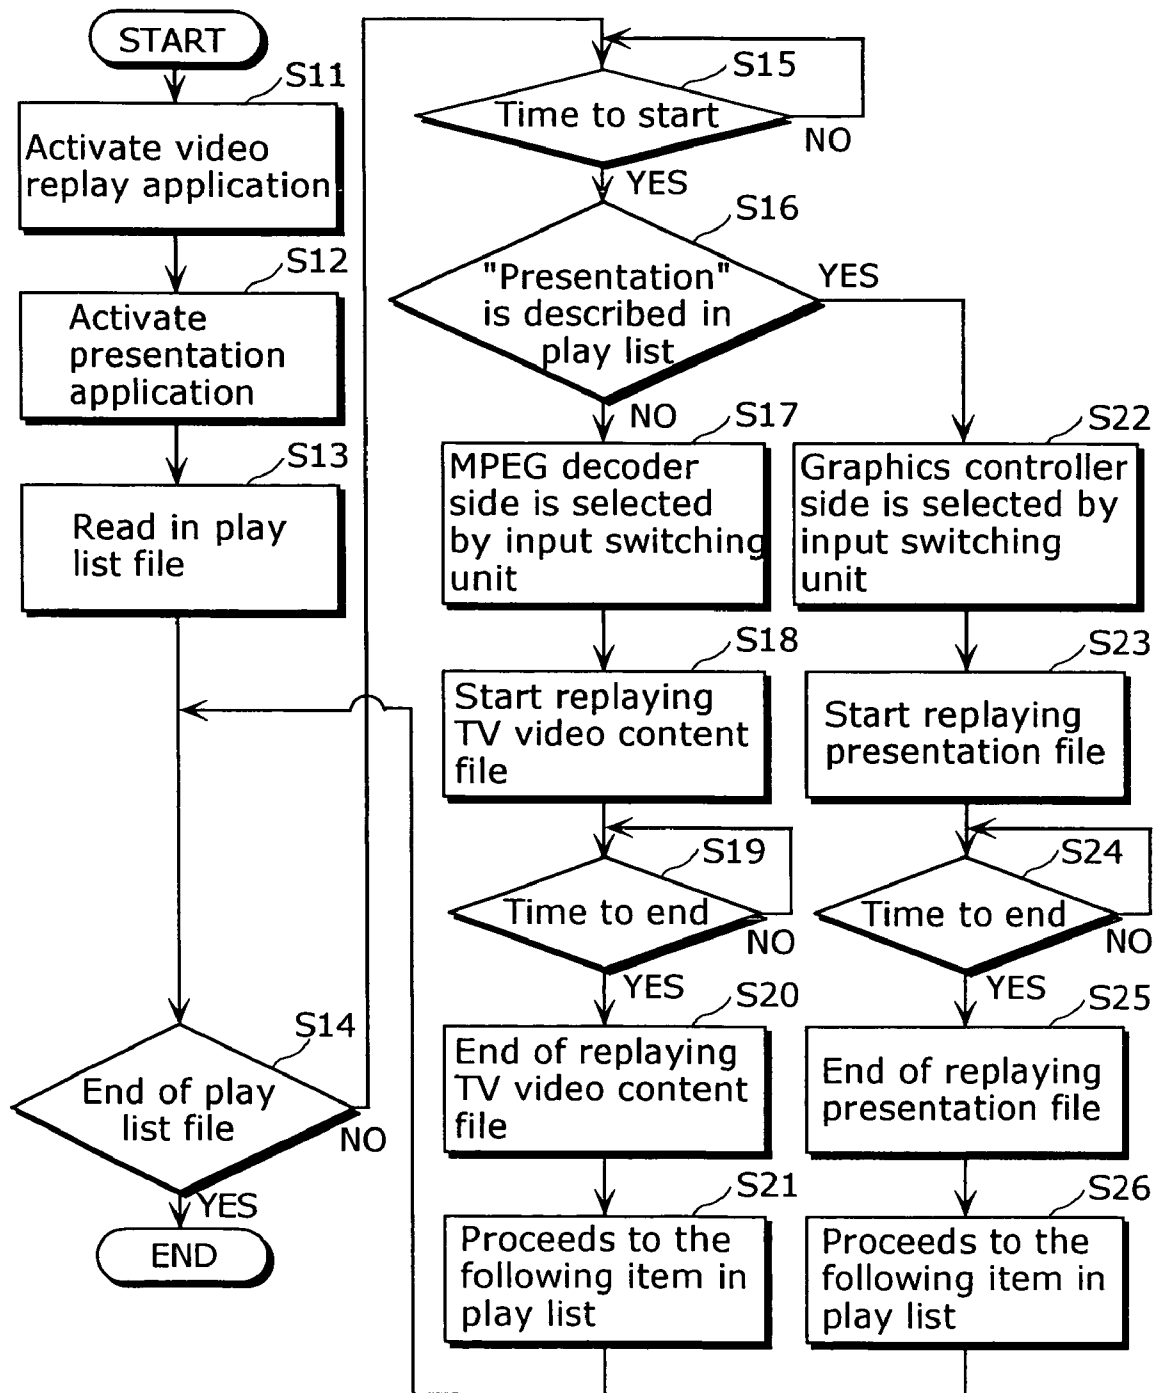 START
S11
Activate video
replay application
S12
Activate
presentation
application
S13
Read in play
list file
S14
End of play
list file
NO
YES
END
S15
Time to start
NO
YES
S16
"Presentation"
is described in
play list
YES
NO
S17
MPEG decoder
side is selected
by input switching
unit
S18
Start replaying
TV video content
file
S19
Time to end
NO
YES
S20
End of replaying
TV video content
file
S21
Proceeds to the
following item in
play list
S22
Graphics controller
side is selected by
input switching
unit
S23
Start replaying
presentation file
S24
Time to end
NO
YES
S25
End of replaying
presentation file
S26
Proceeds to the
following item in
play list